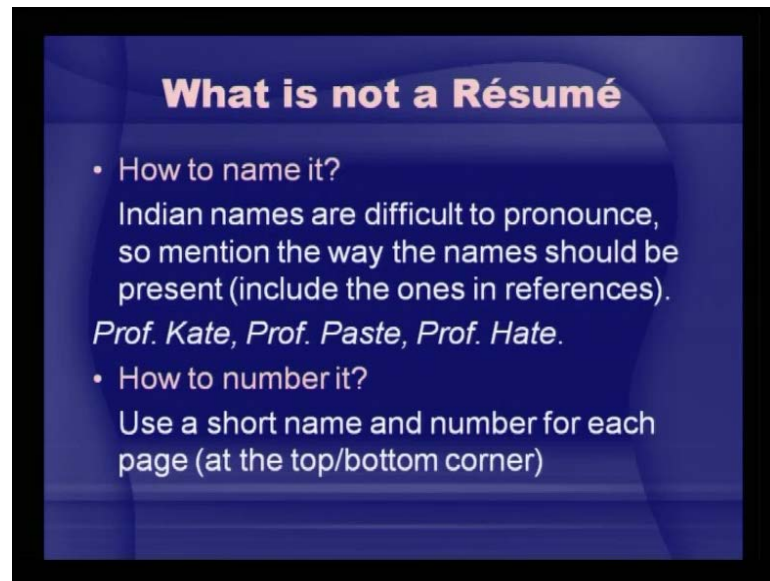 What is not a Résumé
• How to name it?
Indian names are difficult to pronounce,
so mention the way the names should be
present (include the ones in references).
Prof. Kate, Prof. Paste, Prof. Hate.
• How to number it?
Use a short name and number for each
page (at the top/bottom corner)